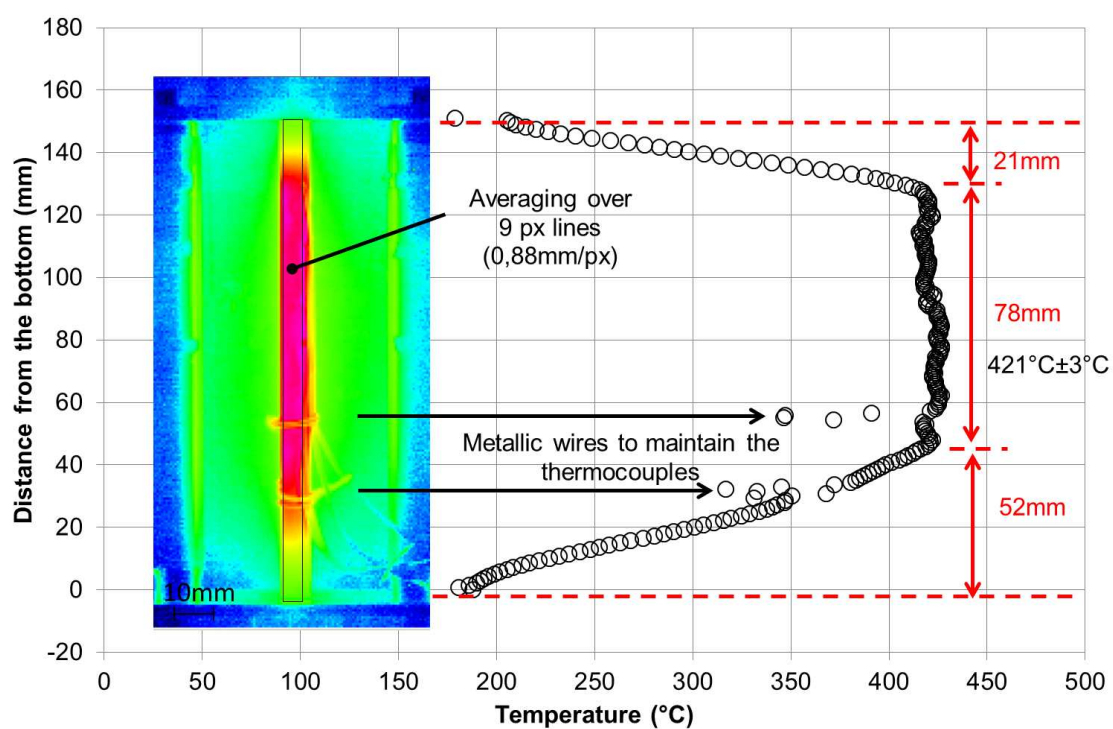 180
160
140
120
100
80
60
40
20
0
-20
Distance from the bottom (mm)
Averaging over
9 px lines
(0,88mm/px)
Metallic wires to maintain the
thermocouples
10mm
21mm
78mm
421°C±3°C
52mm
0
50
100
150
200
250
300
350
400
450
500
Temperature (°C)